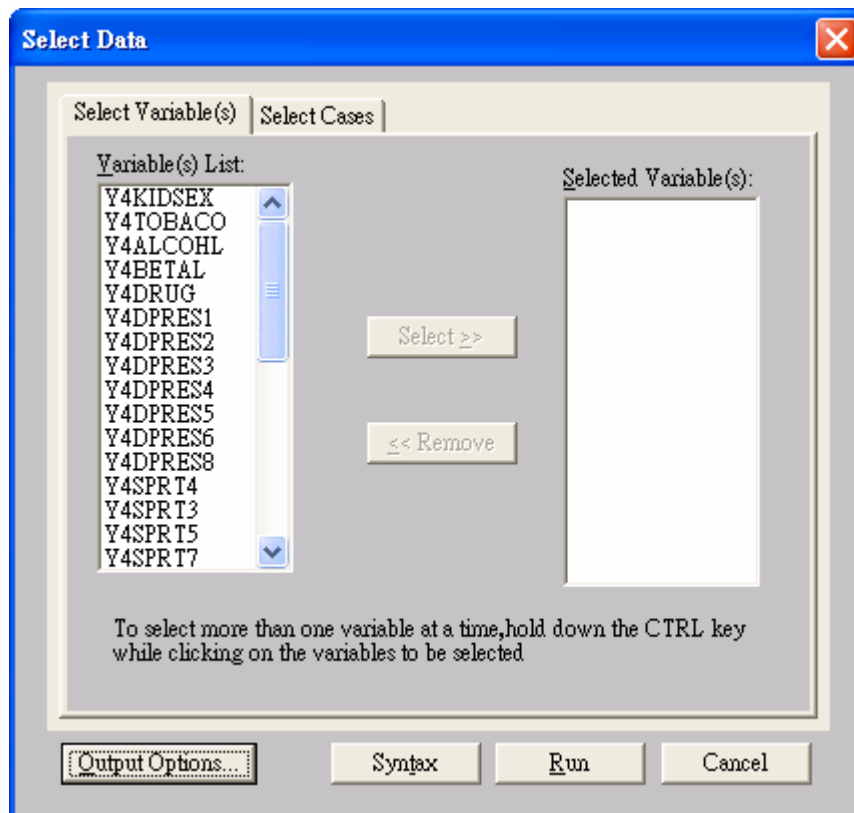 Select Data
Select Variable(s)
Select Cases
Variable(s) List:
Y4KIDSEX
Y4TOBACO
Y4ALCOHL
Y4BETAL
Y4DRUG
Y4DPRES1
Y4DPRES2
Y4DPRES3
Y4DPRES4
Y4DPRES5
Y4DPRES6
Y4DPRES8
Y4SPRT4
Y4SPRT3
Y4SPRT5
Y4SPRT7
Selected Variable(s):
Select >>
<< Remove
To select more than one variable at a time,hold down the CTRL key
while clicking on the variables to be selected
Output Options...
Syntax
Run
Cancel